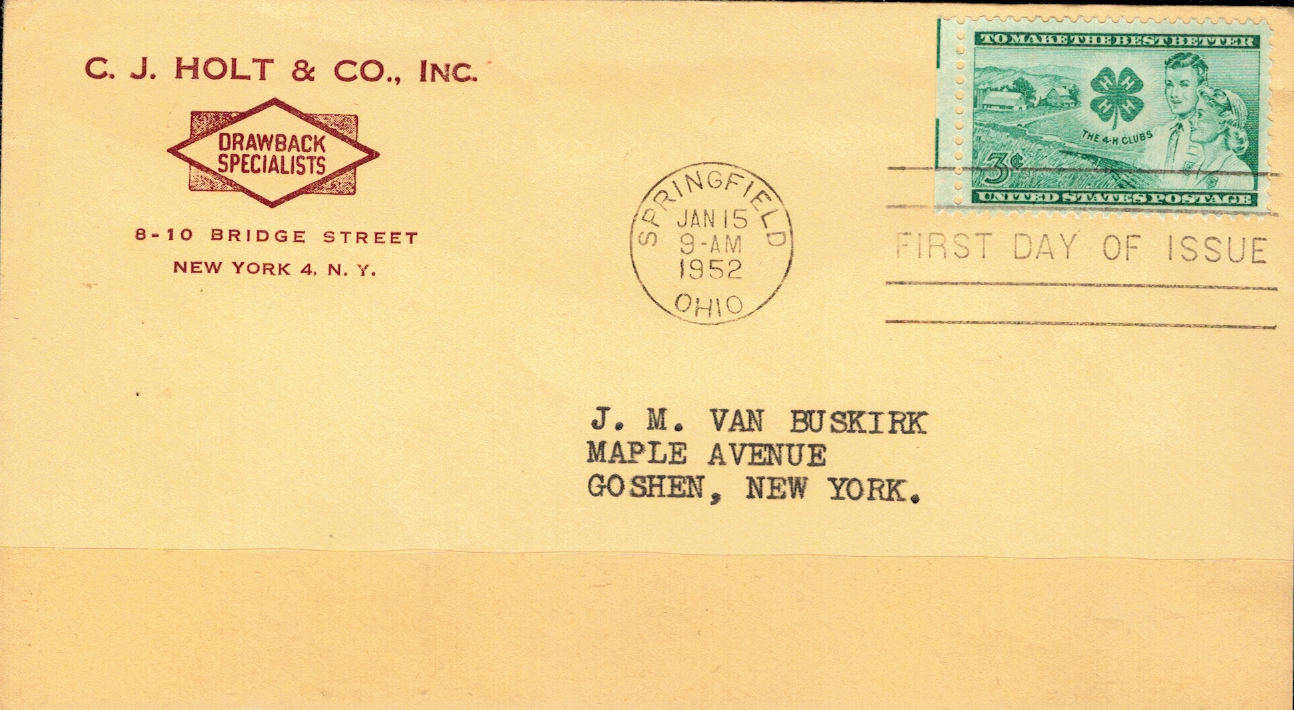 C. J. HOLT & CO., INC.
DRAWBACK
SPECIALISTS
8-10 BRIDGE STREET
NEW YORK 4, N. Y.
SPRINGFIELD
JAN 15
9-AM
1952
OHIO
TO MAKE THE BEST BETTER
H H
H H
THE 4-H CLUBS
3¢
UNITED STATES POSTAGE
FIRST DAY OF ISSUE
J. M. VAN BUSKIRK
MAPLE AVENUE
GOSHEN, NEW YORK.